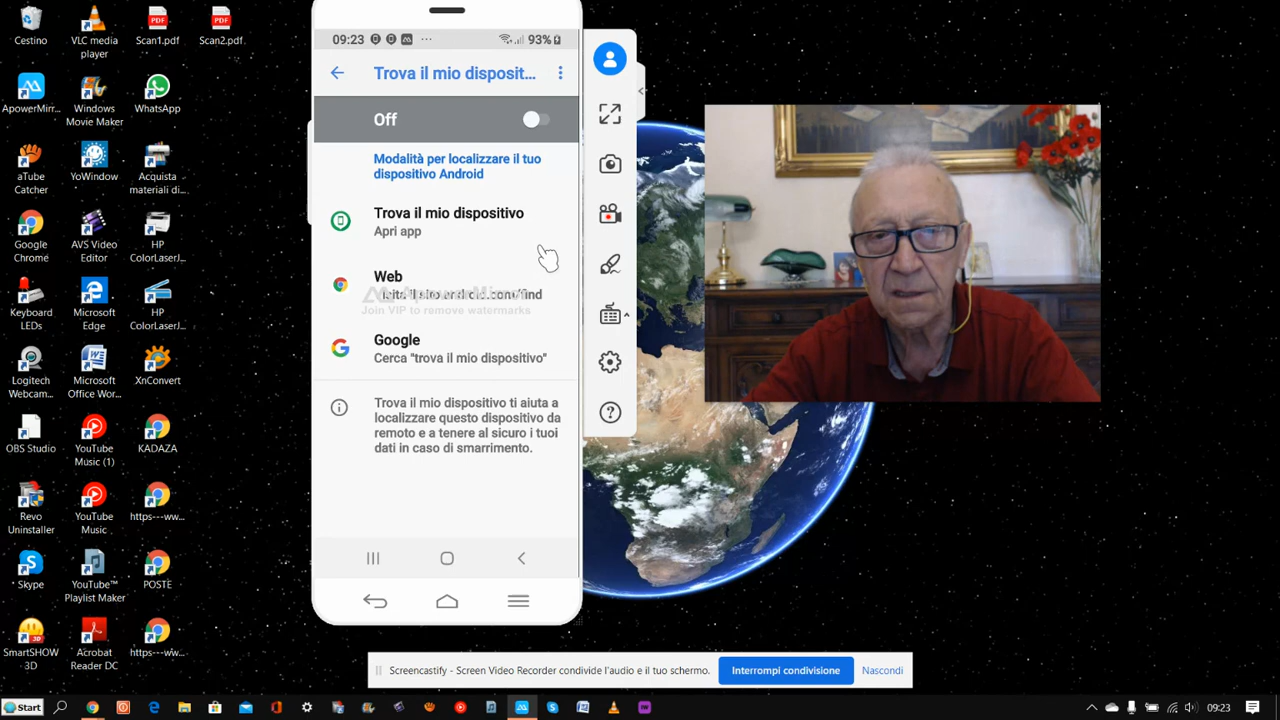 Cestino
VLC media
player
Scan1.pdf
Scan2.pdf
ApowerMirr...
Windows
Movie Maker
WhatsApp
aTube
Catcher
YoWindow
Acquista
materiali di...
Google
Chrome
AVS Video
Editor
HP
ColorLaserJ...
Keyboard
LEDs
Microsoft
Edge
HP
ColorLaserJ...
Logitech
Webcam...
Microsoft
Office Wor...
XnConvert
OBS Studio
YouTube
Music (1)
KADAZA
Revo
Uninstaller
YouTube
Music
https---ww...
Skype
YouTube™
Playlist Maker
POSTE
SmartSHOW
3D
Acrobat
Reader DC
https---ww...
09:23
93%
Trova il mio disposit...
Off
Modalità per localizzare il tuo
dispositivo Android
Trova il mio dispositivo
Apri app
Web
ApowerMirror
Join VIP to remove watermarks
Google
Cerca "trova il mio dispositivo"
Trova il mio dispositivo ti aiuta a
localizzare questo dispositivo da
remoto e a tenere al sicuro i tuoi
dati in caso di smarrimento.
Screencastify - Screen Video Recorder condivide l'audio e il tuo schermo.
Interrompi condivisione
Nascondi
Start
09:23